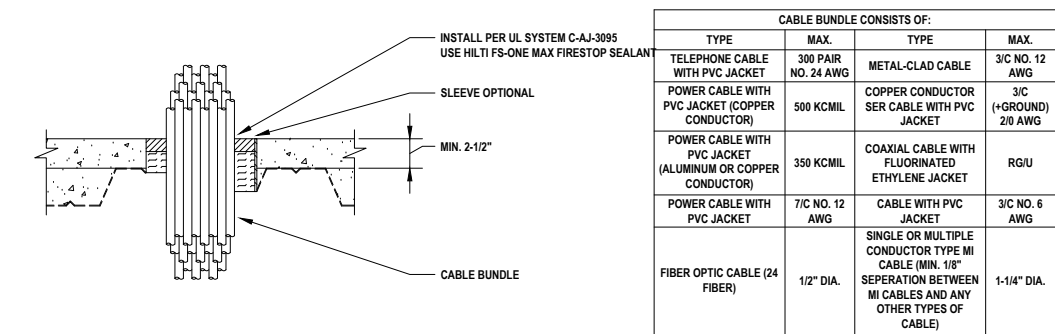 INSTALL PER UL SYSTEM C-AJ-3095
USE HILTI FS-ONE MAX FIRESTOP SEALANT
SLEEVE OPTIONAL
MIN. 2-1/2"
CABLE BUNDLE
CABLE BUNDLE CONSISTS OF:
TYPE MAX. TYPE MAX.
TELEPHONE CABLE
WITH PVC JACKET
300 PAIR
NO. 24 AWG
METAL-CLAD CABLE
3/C NO. 12
AWG
POWER CABLE WITH
PVC JACKET (COPPER
CONDUCTOR)
500 KCMIL
COPPER CONDUCTOR
SER CABLE WITH PVC
JACKET
3/C
(+GROUND)
2/0 AWG
POWER CABLE WITH
PVC JACKET
(ALUMINUM OR COPPER
CONDUCTOR)
350 KCMIL
COAXIAL CABLE WITH
FLUORINATED
ETHYLENE JACKET
RG/U
POWER CABLE WITH
PVC JACKET
7/C NO. 12
AWG
CABLE WITH PVC
JACKET
3/C NO. 6
AWG
FIBER OPTIC CABLE (24
FIBER)
1/2" DIA.
SINGLE OR MULTIPLE
CONDUCTOR TYPE MI
CABLE (MIN. 1/8"
SEPERATION BETWEEN
MI CABLES AND ANY
OTHER TYPES OF
CABLE)
1-1/4" DIA.